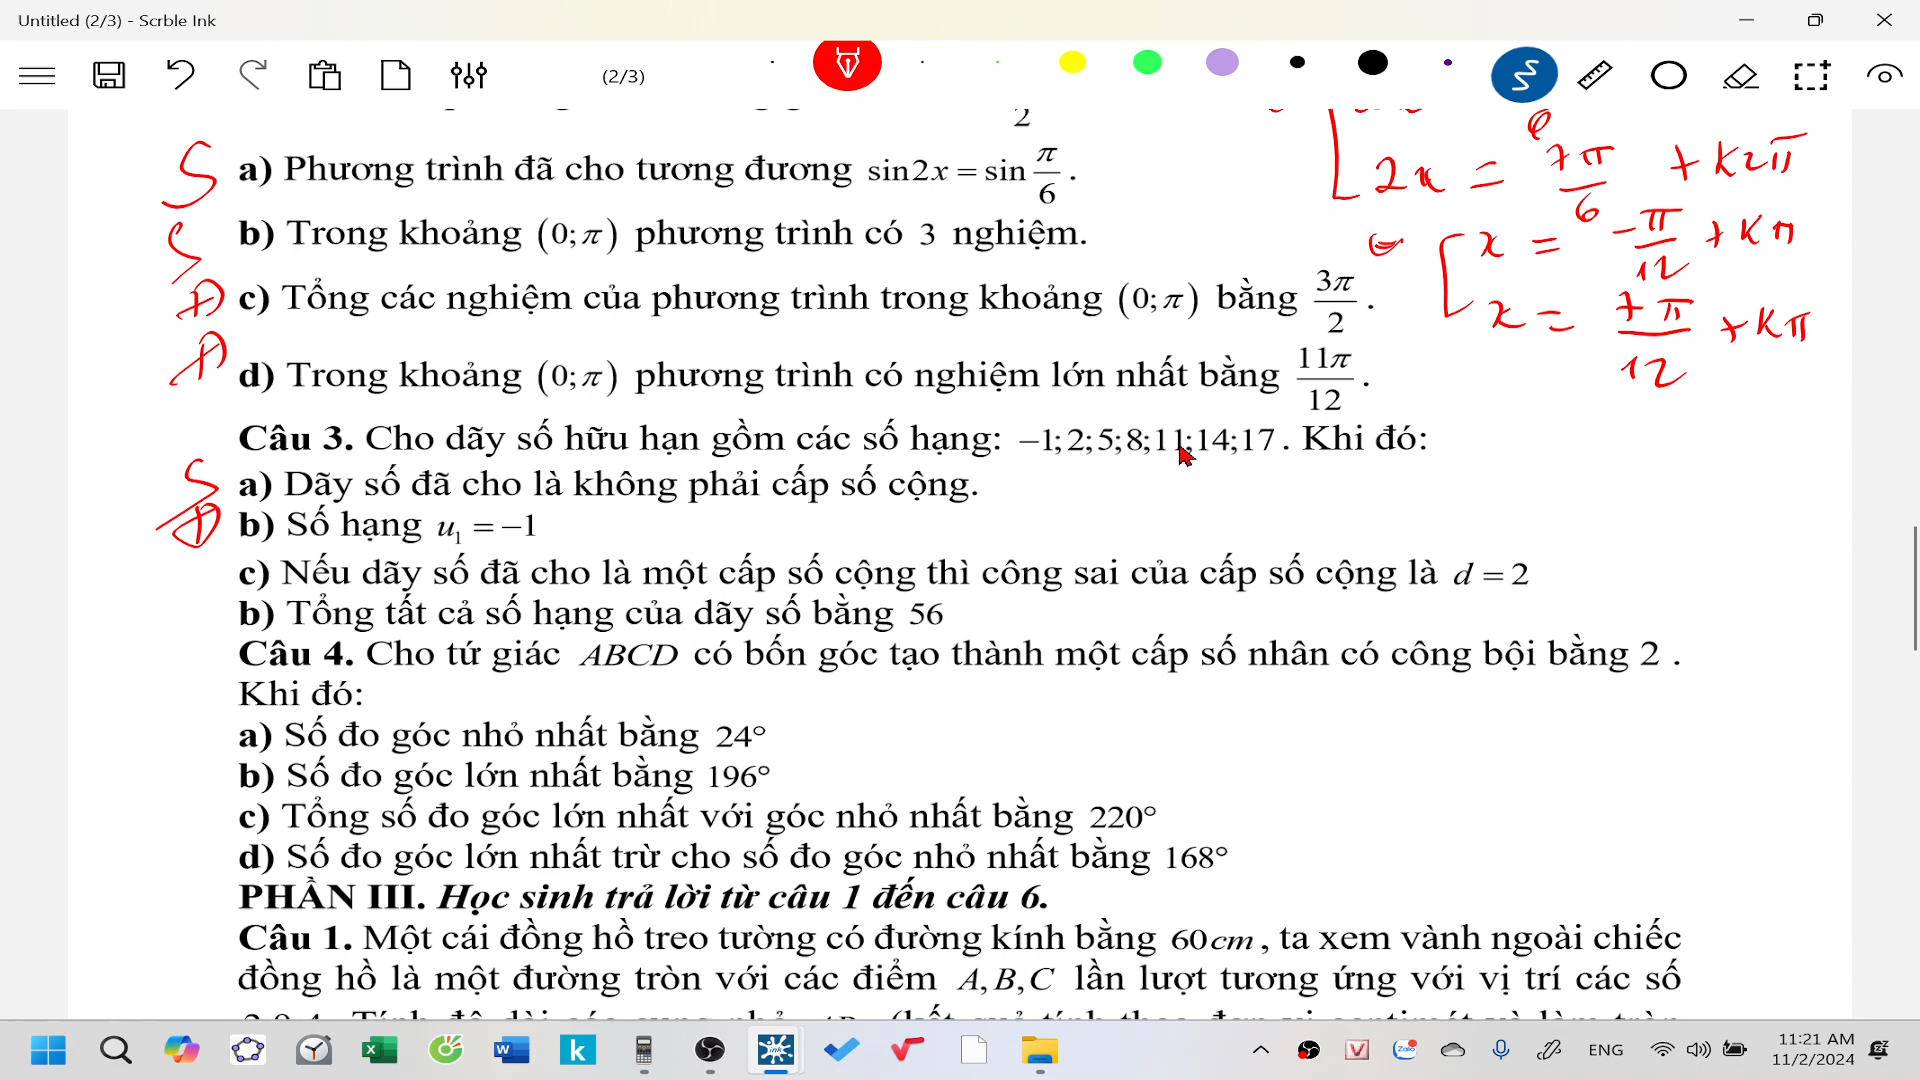 Untitled (2/3) - Scrble Ink
(2/3)
2
S a) Phương trình đã cho tương đương sin2x = sin π/6 .
2x = 7π/6 + k2π
S b) Trong khoảng (0;π) phương trình có 3 nghiệm.
x = -π/12 + kπ
Đ c) Tổng các nghiệm của phương trình trong khoảng (0;π) bằng 3π/2 .
x = 7π/12 + kπ
Đ d) Trong khoảng (0;π) phương trình có nghiệm lớn nhất bằng 11π/12 .
Câu 3. Cho dãy số hữu hạn gồm các số hạng: −1;2;5;8;11;14;17. Khi đó:
S a) Dãy số đã cho là không phải cấp số cộng.
Đ b) Số hạng u₁ = −1
c) Nếu dãy số đã cho là một cấp số cộng thì công sai của cấp số cộng là d = 2
b) Tổng tất cả số hạng của dãy số bằng 56
Câu 4. Cho tứ giác ABCD có bốn góc tạo thành một cấp số nhân có công bội bằng 2 .
Khi đó:
a) Số đo góc nhỏ nhất bằng 24°
b) Số đo góc lớn nhất bằng 196°
c) Tổng số đo góc lớn nhất với góc nhỏ nhất bằng 220°
d) Số đo góc lớn nhất trừ cho số đo góc nhỏ nhất bằng 168°
PHẦN III. Học sinh trả lời từ câu 1 đến câu 6.
Câu 1. Một cái đồng hồ treo tường có đường kính bằng 60cm, ta xem vành ngoài chiếc
đồng hồ là một đường tròn với các điểm A,B,C lần lượt tương ứng với vị trí các số
ENG
11:21 AM
11/2/2024